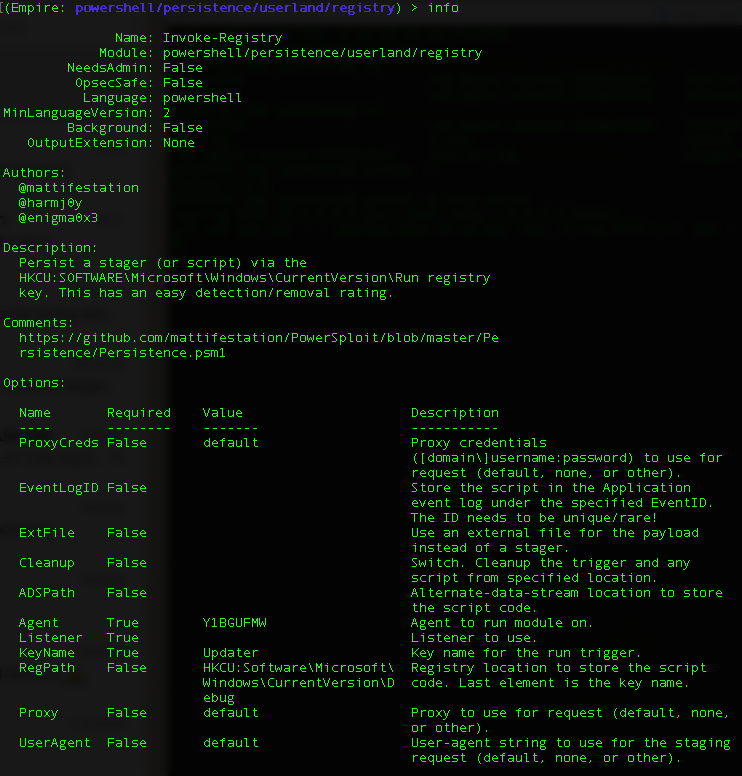 [(Empire: powershell/persistence/userland/registry) > info
Name: Invoke-Registry
Module: powershell/persistence/userland/registry
NeedsAdmin: False
OpsecSafe: False
Language: powershell
MinLanguageVersion: 2
Background: False
OutputExtension: None
Authors:
@mattifestation
@harmj0y
@enigma0x3
Description:
Persist a stager (or script) via the
HKCU:SOFTWARE\Microsoft\Windows\CurrentVersion\Run registry
key. This has an easy detection/removal rating.
Comments:
https://github.com/mattifestation/PowerSploit/blob/master/Pe
rsistence/Persistence.psm1
Options:
Name Required Value Description
---- -------- ------- -----------
ProxyCreds False default Proxy credentials
([domain\]username:password) to use for
request (default, none, or other).
EventLogID False Store the script in the Application
event log under the specified EventID.
The ID needs to be unique/rare!
ExtFile False Use an external file for the payload
instead of a stager.
Cleanup False Switch. Cleanup the trigger and any
script from specified location.
ADSPath False Alternate-data-stream location to store
the script code.
Agent True Y1BGUFMW Agent to run module on.
Listener True Listener to use.
KeyName True Updater Key name for the run trigger.
RegPath False HKCU:Software\Microsoft\ Registry location to store the script
Windows\CurrentVersion\D code. Last element is the key name.
ebug
Proxy False default Proxy to use for request (default, none,
or other).
UserAgent False default User-agent string to use for the staging
request (default, none, or other).